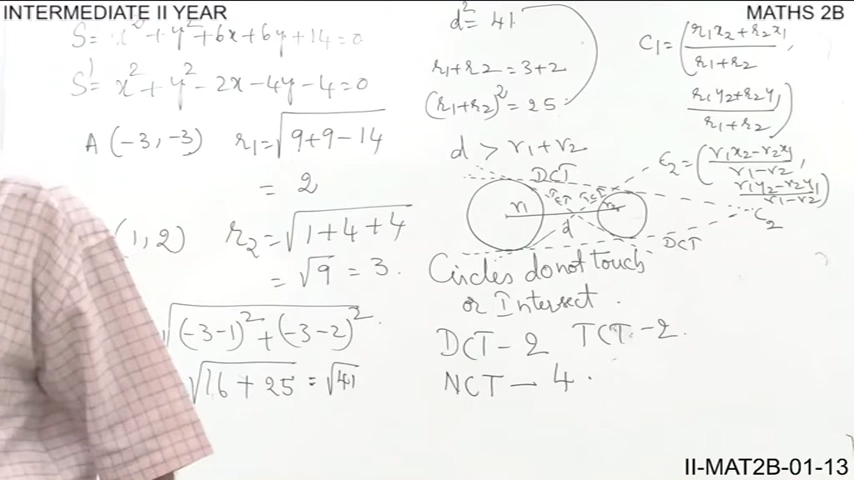 INTERMEDIATE II YEAR
MATHS 2B
S = x² + y² + 6x + 6y + 14 = 0
S' = x² + y² - 2x - 4y - 4 = 0
A (-3, -3) r₁ = √9+9-14
= 2
(1, 2) r₂ = √1+4+4
= √9 = 3.
√(-3-1)² + (-3-2)².
√16 + 25 = √41
d² = 41
r₁+r₂ = 3+2
(r₁+r₂)² = 25
d > r₁+r₂
C₁ = (r₁x₂+r₂x₁ / r₁+r₂,
r₁y₂+r₂y₁ / r₁+r₂)
C₂ = (r₁x₂-r₂x₁ / r₁-r₂,
r₁y₂-r₂y₁ / r₁-r₂)
DCT
TCT TCT
r₁ r₂
d
C₂
DCT
Circles do not touch
or Intersect.
DCT - 2 TCT - 2.
NCT — 4.
II-MAT2B-01-13